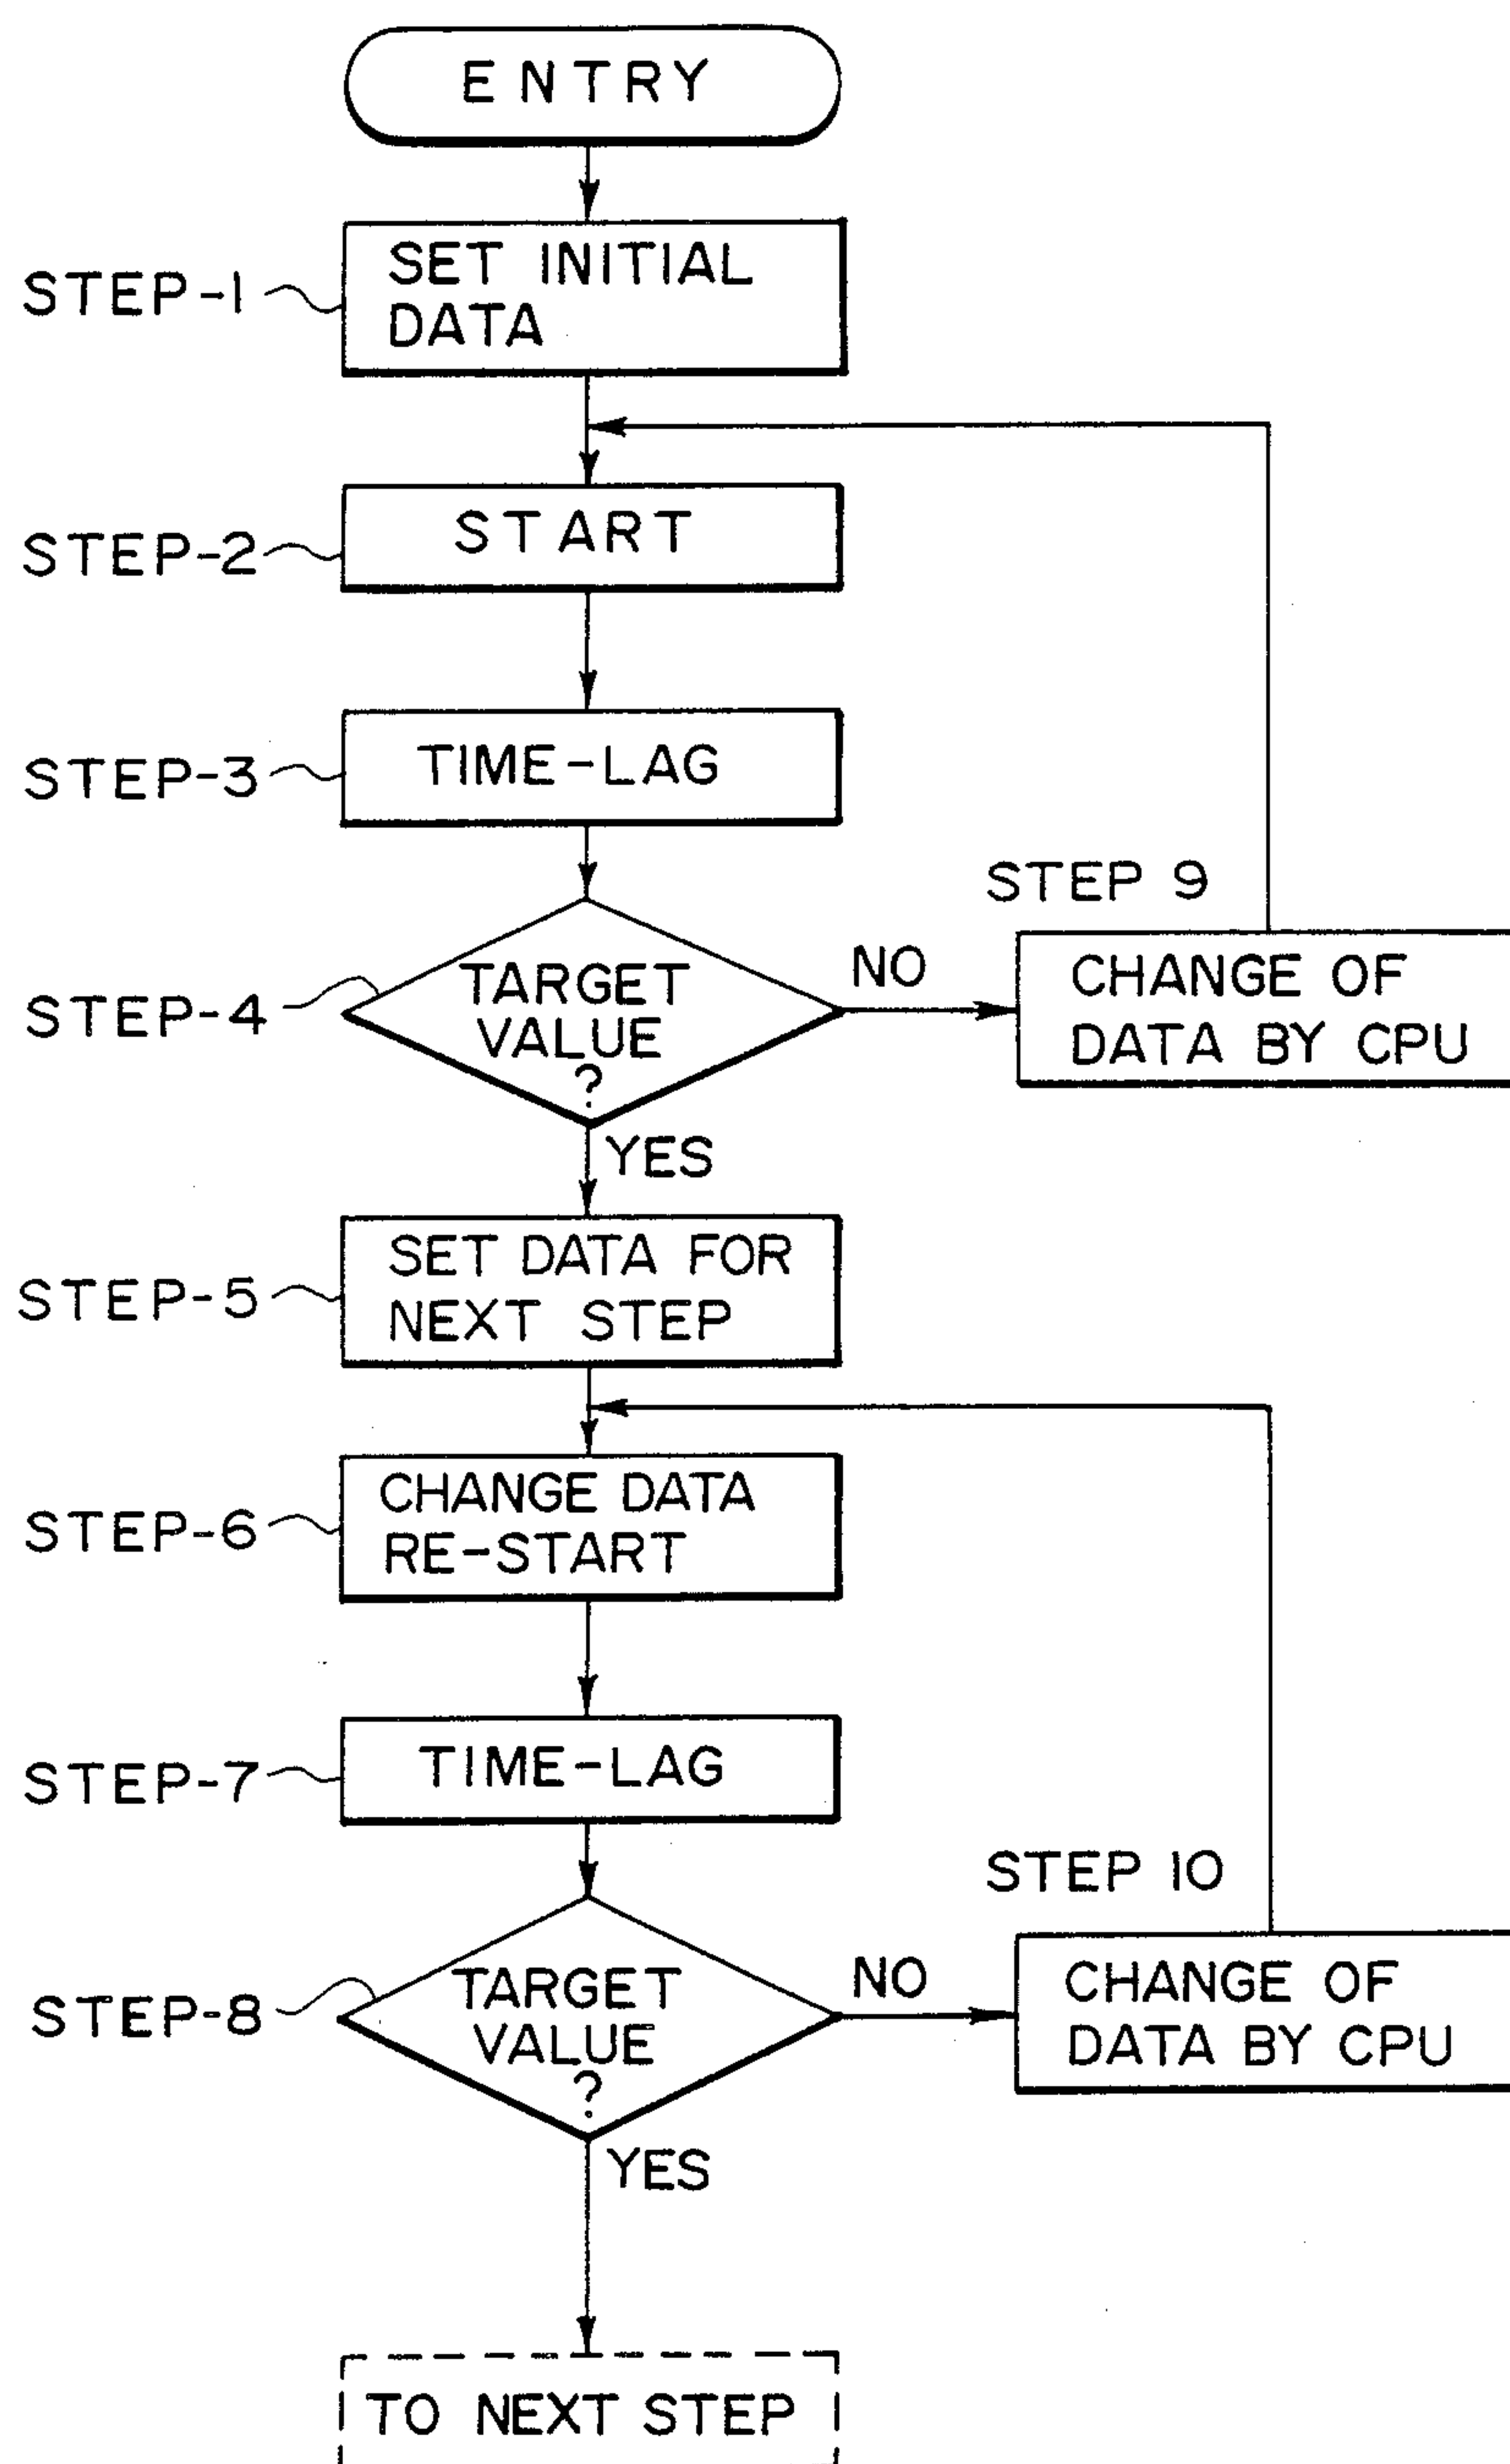 ENTRY
STEP-1
SET INITIAL
DATA
STEP-2
START
STEP-3
TIME-LAG
STEP-4
TARGET
VALUE
?
NO
STEP 9
CHANGE OF
DATA BY CPU
YES
STEP-5
SET DATA FOR
NEXT STEP
STEP-6
CHANGE DATA
RE-START
STEP-7
TIME-LAG
STEP-8
TARGET
VALUE
?
NO
STEP 10
CHANGE OF
DATA BY CPU
YES
TO NEXT STEP